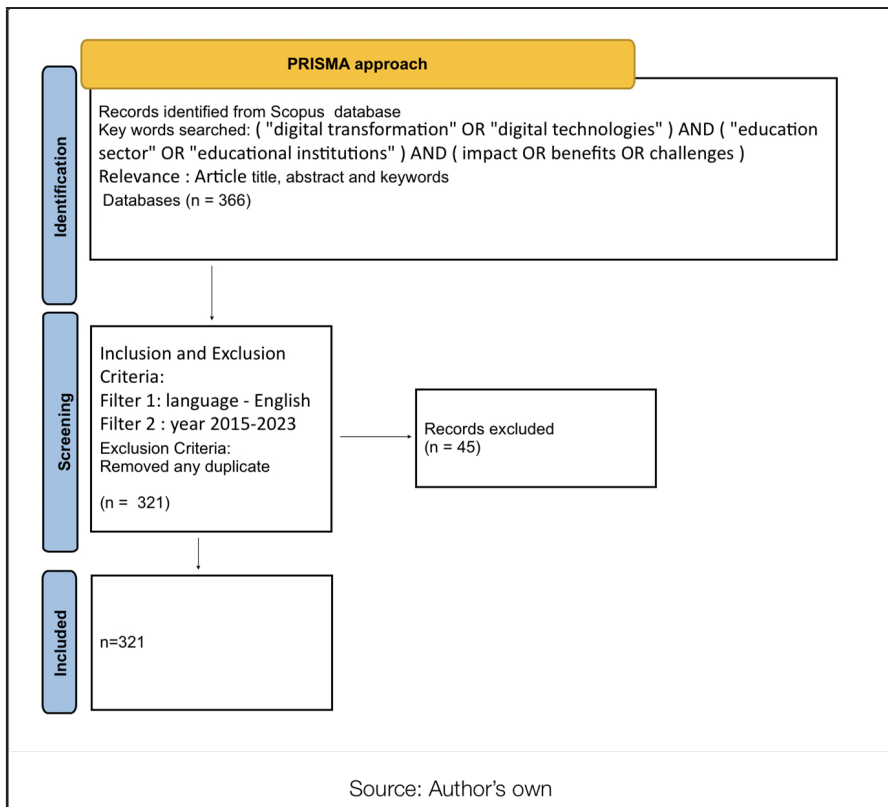 PRISMA approach
Identification
Records identified from Scopus database
Key words searched: ( "digital transformation" OR "digital technologies" ) AND ( "education
sector" OR "educational institutions" ) AND ( impact OR benefits OR challenges )
Relevance : Article title, abstract and keywords
Databases (n = 366)
Screening
Inclusion and Exclusion
Criteria:
Filter 1: language - English
Filter 2 : year 2015-2023
Exclusion Criteria:
Removed any duplicate
(n = 321)
Records excluded
(n = 45)
Included
n=321
Source: Author's own